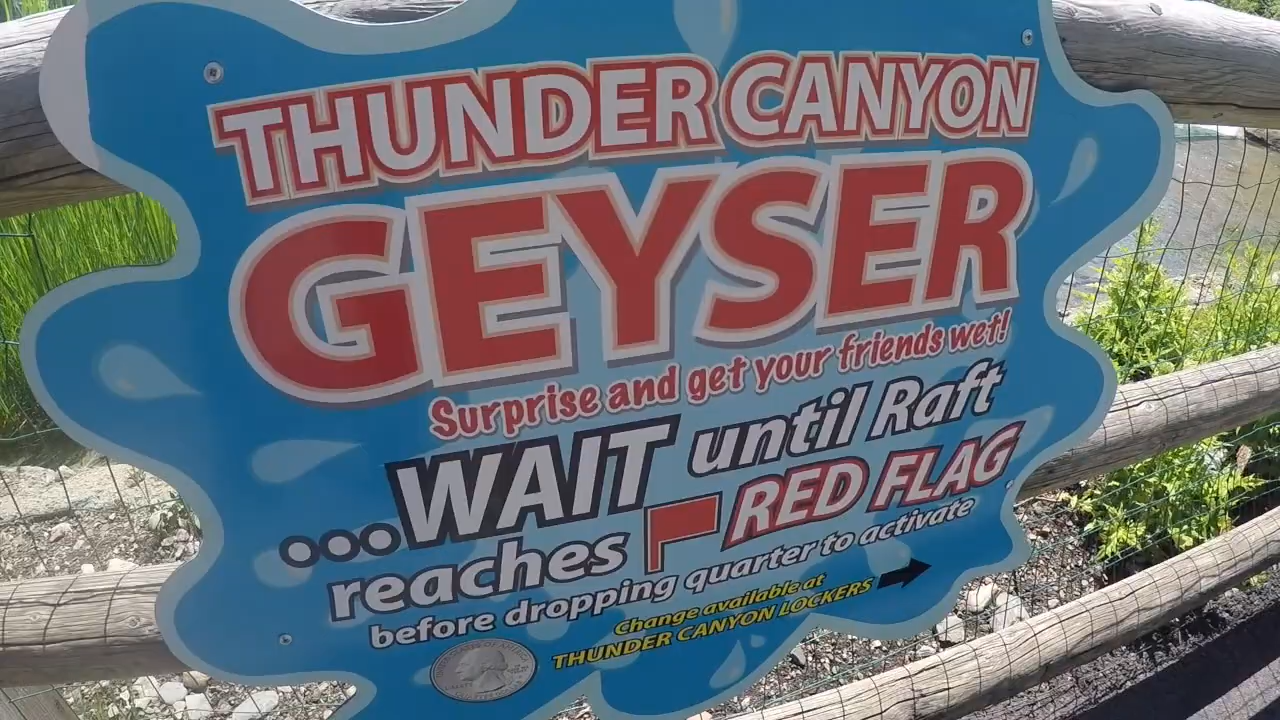 THUNDER CANYON
GEYSER
Surprise and get your friends wet!
...WAIT until Raft
reaches RED FLAG
before dropping quarter to activate
Change available at
THUNDER CANYON LOCKERS